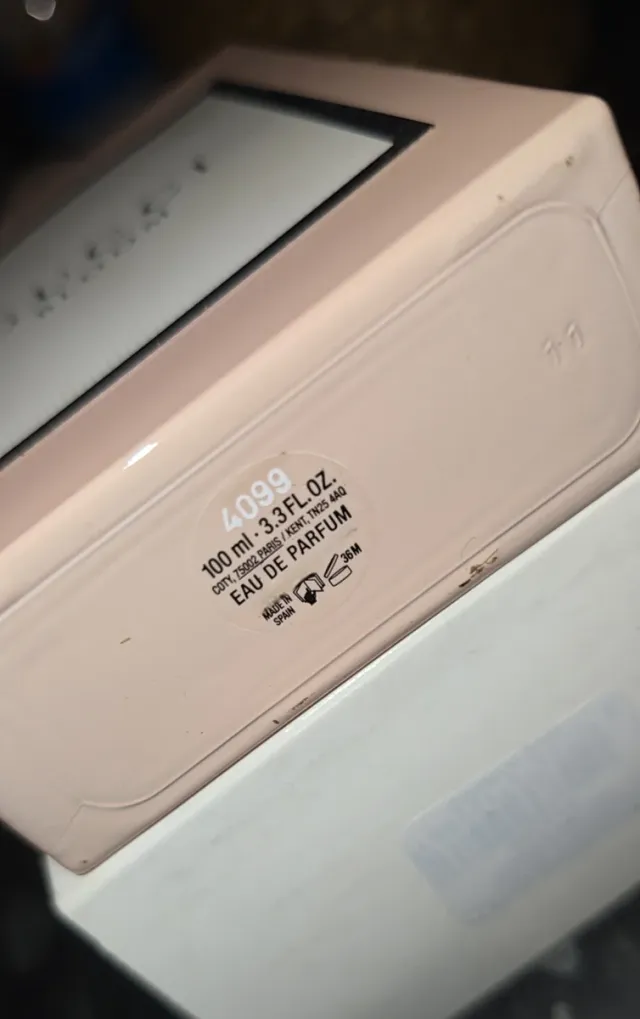 4099
100 ml · 3.3 FL. OZ.
COTY, 75002 PARIS / KENT, TN25 4AQ
EAU DE PARFUM
MADE IN
SPAIN
36M
11